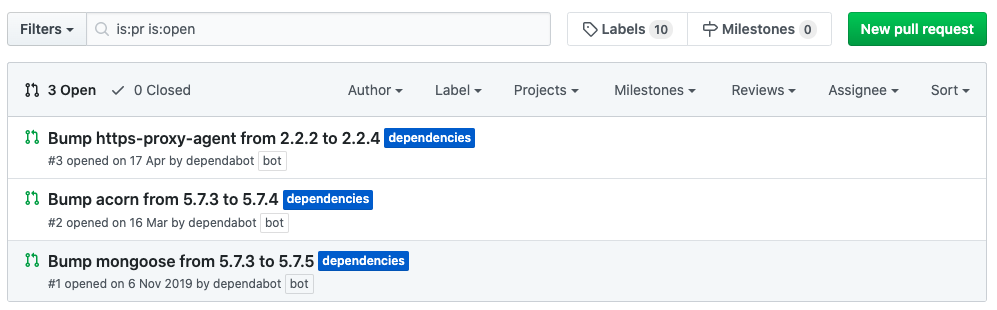 Filters is:pr is:open Labels 10 Milestones 0 New pull request
3 Open 0 Closed Author Label Projects Milestones Reviews Assignee Sort
Bump https-proxy-agent from 2.2.2 to 2.2.4 dependencies
#3 opened on 17 Apr by dependabot bot
Bump acorn from 5.7.3 to 5.7.4 dependencies
#2 opened on 16 Mar by dependabot bot
Bump mongoose from 5.7.3 to 5.7.5 dependencies
#1 opened on 6 Nov 2019 by dependabot bot